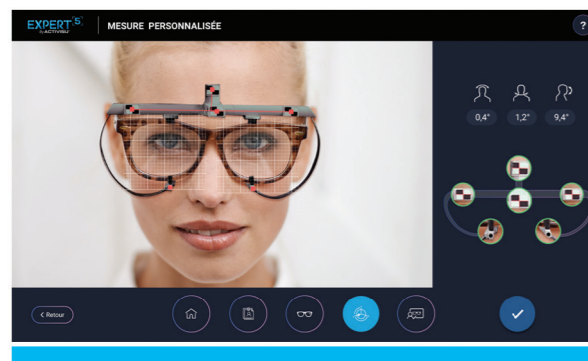 EXPERT [5]
By ACTIVISU
MESURE PERSONNALISÉE
?
0,4°
1,2°
9,4°
< Retour